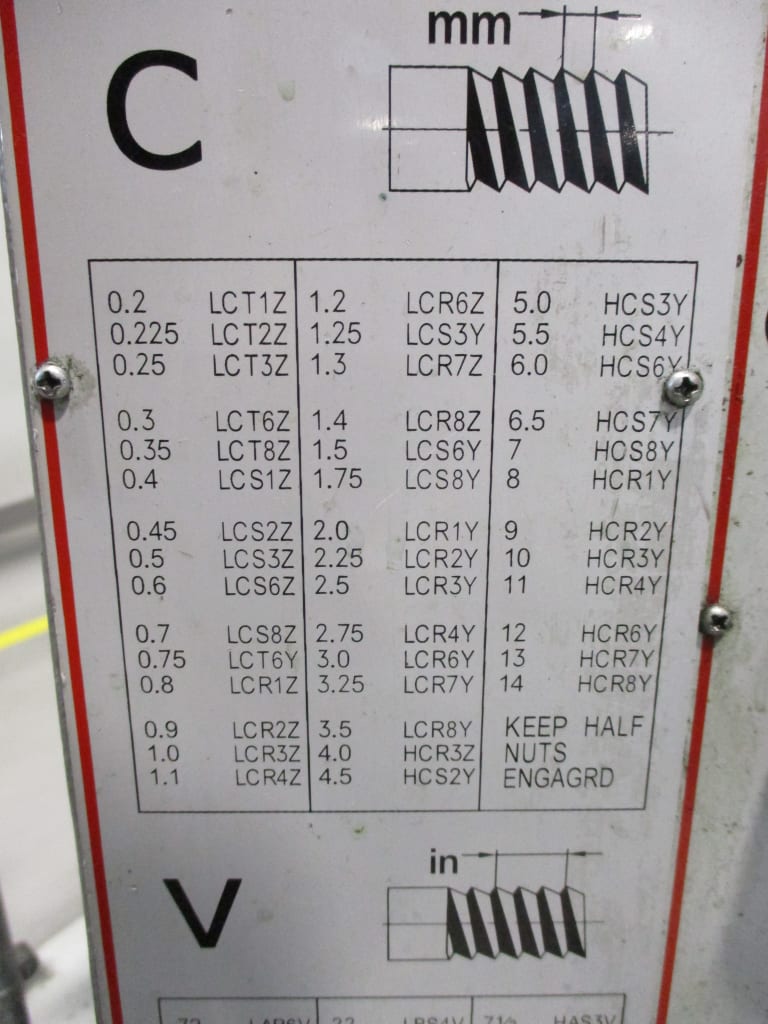 mm
C
0.2 LCT1Z 1.2 LCR6Z 5.0 HCS3Y
0.225 LCT2Z 1.25 LCS3Y 5.5 HCS4Y
0.25 LCT3Z 1.3 LCR7Z 6.0 HCS6Y
0.3 LCT6Z 1.4 LCR8Z 6.5 HCS7Y
0.35 LCT8Z 1.5 LCS6Y 7 HCS8Y
0.4 LCS1Z 1.75 LCS8Y 8 HCR1Y
0.45 LCS2Z 2.0 LCR1Y 9 HCR2Y
0.5 LCS3Z 2.25 LCR2Y 10 HCR3Y
0.6 LCS6Z 2.5 LCR3Y 11 HCR4Y
0.7 LCS8Z 2.75 LCR4Y 12 HCR6Y
0.75 LCT6Y 3.0 LCR6Y 13 HCR7Y
0.8 LCR1Z 3.25 LCR7Y 14 HCR8Y
0.9 LCR2Z 3.5 LCR8Y KEEP HALF
1.0 LCR3Z 4.0 HCR3Z NUTS
1.1 LCR4Z 4.5 HCS2Y ENGAGRD
in
V
72 22